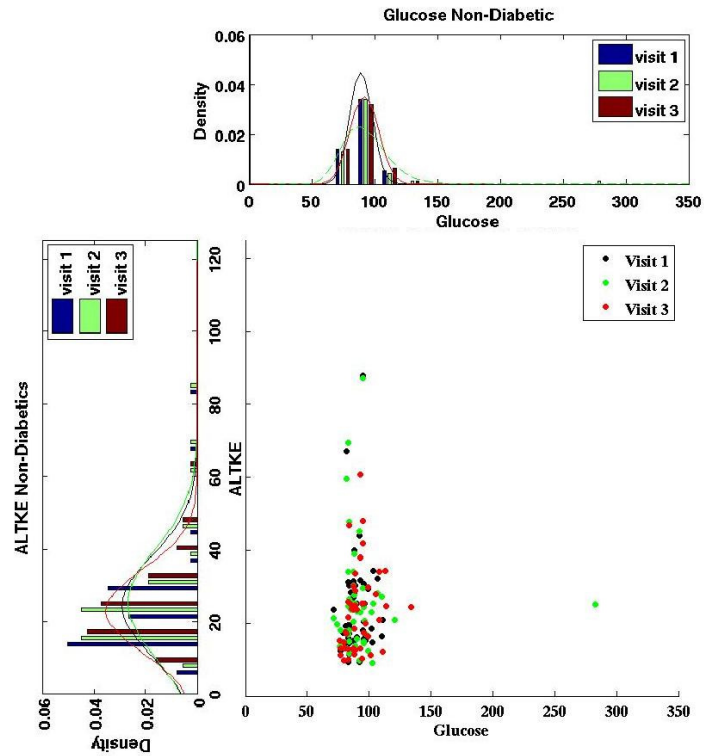 Glucose Non-Diabetic
0.06
0.04
0.02
0
Density
visit 1
visit 2
visit 3
0 50 100 150 200 250 300 350
Glucose
visit 1
visit 2
visit 3
ALTKE Non-Diabetics
0.06 0.04 0.02 0
Density
120
100
80
60
40
20
0
ALTKE
Visit 1
Visit 2
Visit 3
0 50 100 150 200 250 300 350
Glucose